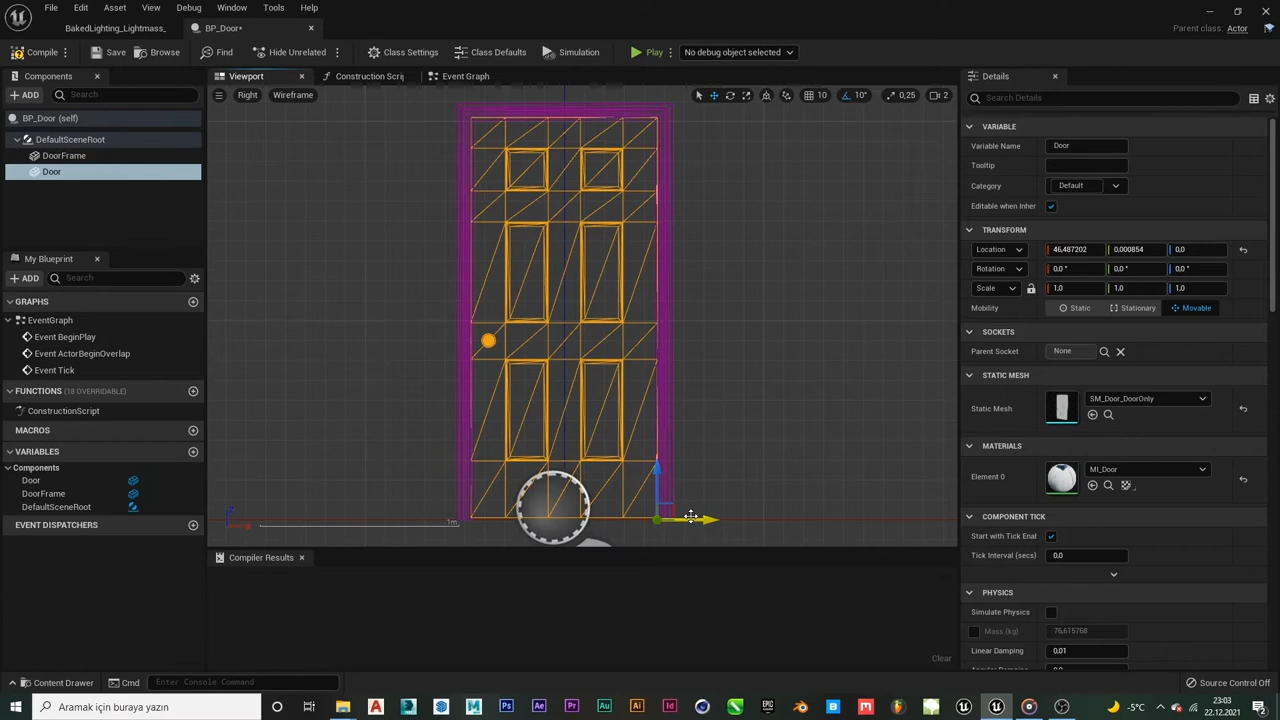 File Edit Asset View Debug Window Tools Help
BakedLighting_Lightmass_ BP_Door*
Parent class: Actor
Compile Save Browse Find Hide Unrelated Class Settings Class Defaults Simulation Play No debug object selected
Components
ADD Search
BP_Door (self)
DefaultSceneRoot
DoorFrame
Door
My Blueprint
ADD Search
GRAPHS
EventGraph
Event BeginPlay
Event ActorBeginOverlap
Event Tick
FUNCTIONS (18 OVERRIDABLE)
ConstructionScript
MACROS
VARIABLES
Components
Door
DoorFrame
DefaultSceneRoot
EVENT DISPATCHERS
Viewport Construction Scrip Event Graph
Right Wireframe 10 10° 0,25 2
1m
Compiler Results
Clear
Details
Search
VARIABLE
Variable Name Door
Tooltip
Category Default
Editable when Inher
TRANSFORM
Location 46,487202 0,000854 0,0
Rotation 0,0 ° 0,0 ° 0,0 °
Scale 1,0 1,0 1,0
Mobility Static Stationary Movable
SOCKETS
Parent Socket None
STATIC MESH
Static Mesh SM_Door_DoorOnly
MATERIALS
Element 0 MI_Door
COMPONENT TICK
Start with Tick Enat
Tick Interval (secs) 0,0
PHYSICS
Simulate Physics
Mass (kg) 76,615768
Linear Damping 0,01
Content Drawer Cmd Enter Console Command Source Control Off
Aramak için buraya yazın
-5°C
23:03
22.12.2021